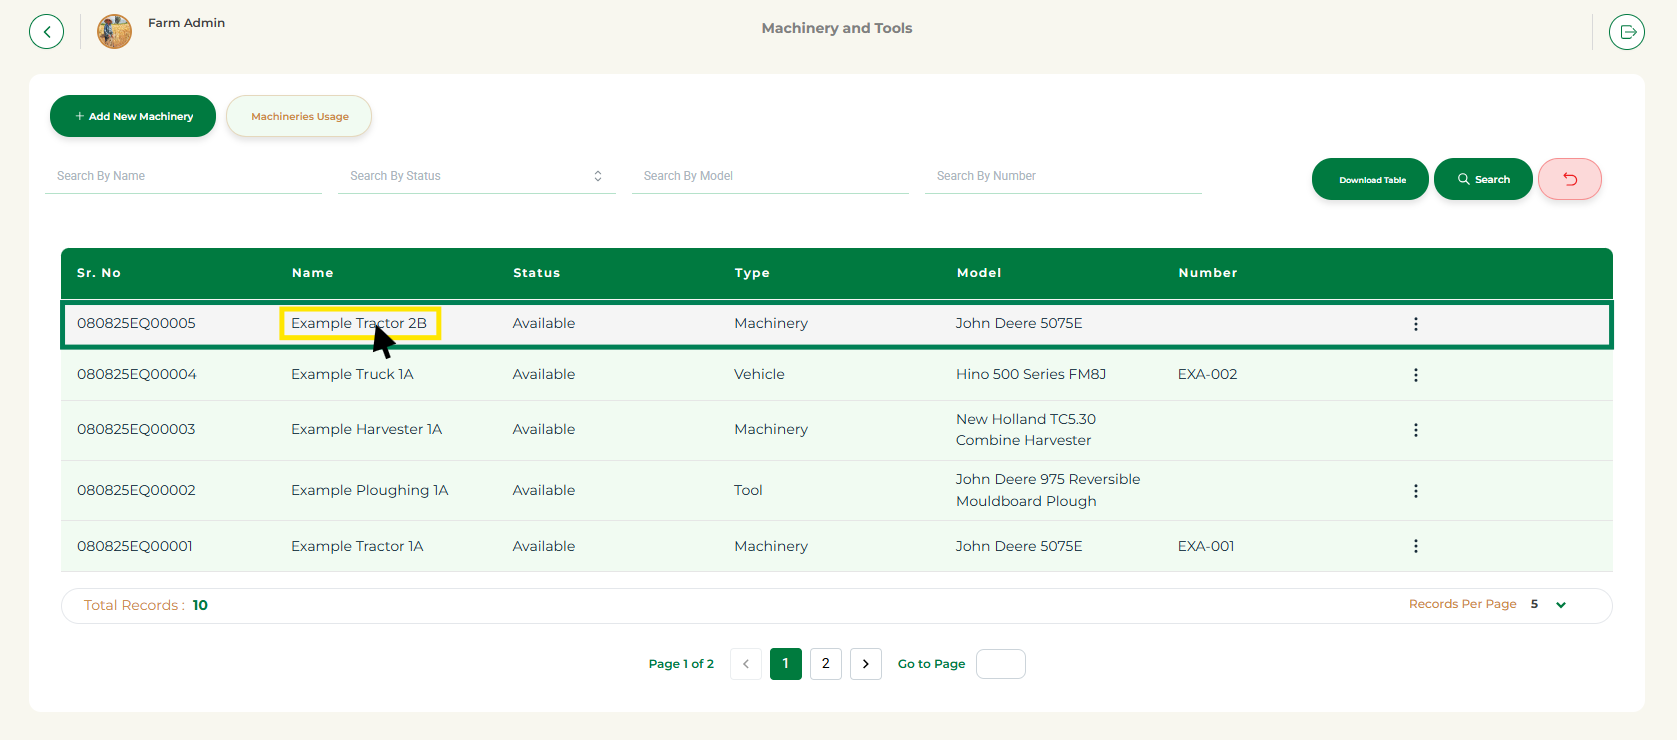 Farm Admin
Machinery and Tools
+ Add New Machinery
Machineries Usage
Search By Name
Search By Status
Search By Model
Search By Number
Download Table
Search
Sr. No Name Status Type Model Number
080825EQ00005 Example Tractor 2B Available Machinery John Deere 5075E
080825EQ00004 Example Truck 1A Available Vehicle Hino 500 Series FM8J EXA-002
080825EQ00003 Example Harvester 1A Available Machinery New Holland TC5.30
Combine Harvester
080825EQ00002 Example Ploughing 1A Available Tool John Deere 975 Reversible
Mouldboard Plough
080825EQ00001 Example Tractor 1A Available Machinery John Deere 5075E EXA-001
Total Records : 10
Records Per Page 5
Page 1 of 2 < 1 2 > Go to Page